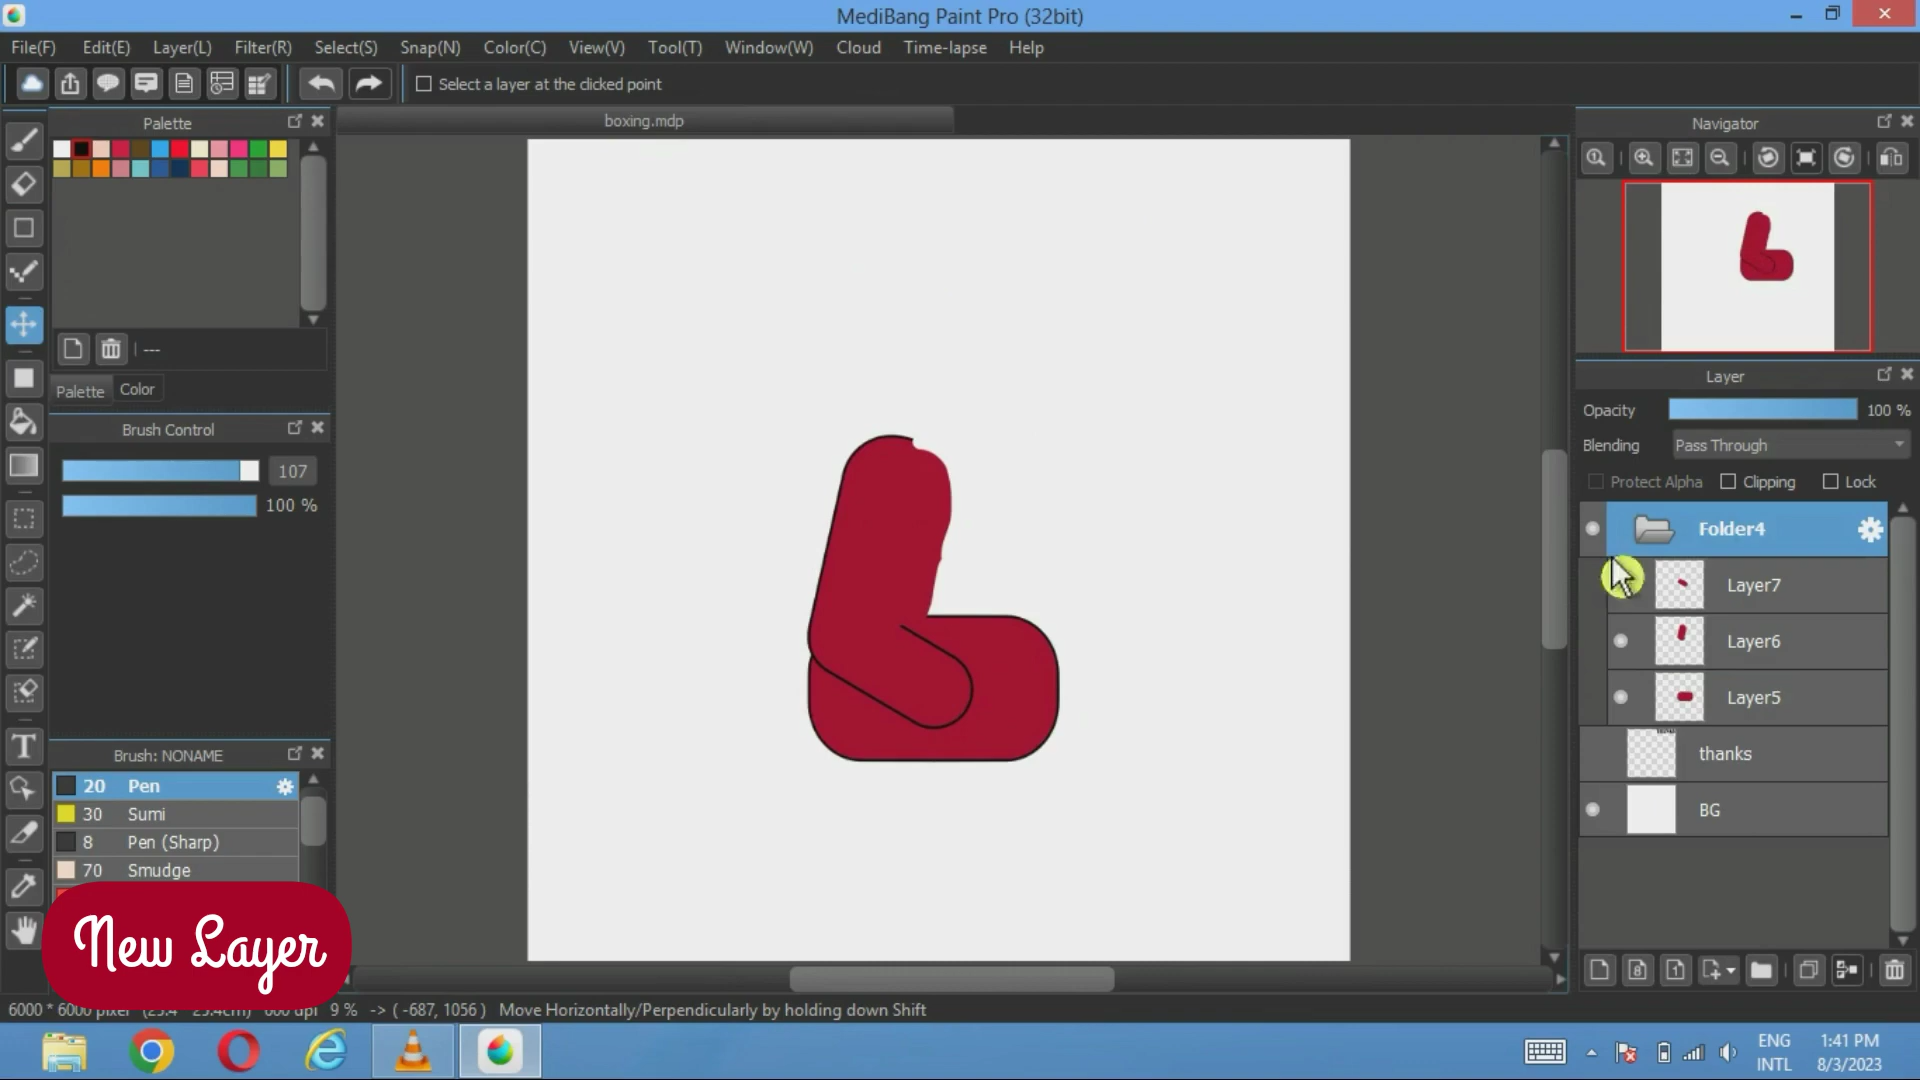 MediBang Paint Pro (32bit)
File(F) Edit(E) Layer(L) Filter(R) Select(S) Snap(N) Color(C) View(V) Tool(T) Window(W) Cloud Time-lapse Help
Select a layer at the clicked point
Palette
boxing.mdp
Navigator
---
Palette Color
Layer
Opacity 100 %
Brush Control
Blending Pass Through
107
Protect Alpha Clipping Lock
100 %
Folder4
Layer7
Layer6
Layer5
thanks
BG
Brush: NONAME
20 Pen
30 Sumi
8 Pen (Sharp)
70 Smudge
New Layer
6000 * 6000 pixel 9 % -> ( -687, 1056 ) Move Horizontally/Perpendicularly by holding down Shift
ENG
INTL
1:41 PM
8/3/2023